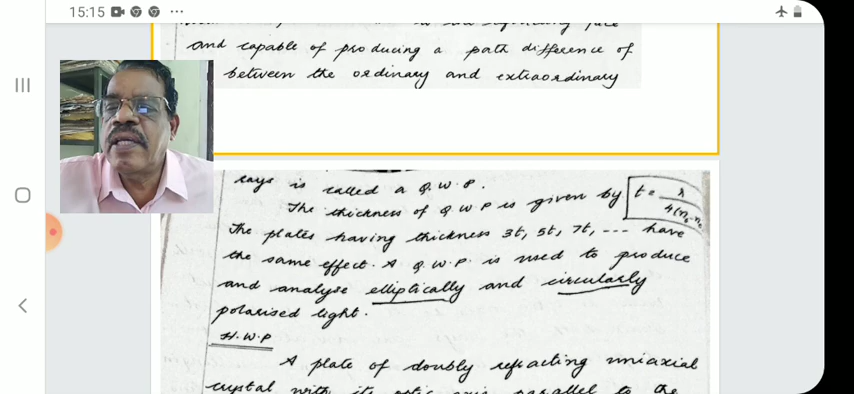 15:15
and capable of producing a path difference of
between the ordinary and extraordinary
rays is called a Q.W.P.
The thickness of QWP is given by t = λ
4(n
The plates having thickness 3t, 5t, 7t, --- have
the same effect. A Q.W.P. is used to produce
and analyse elliptically and circularly
polarised light.
H.W.P
A plate of doubly refracting uniaxial
crystal with its optic axis parallel to the